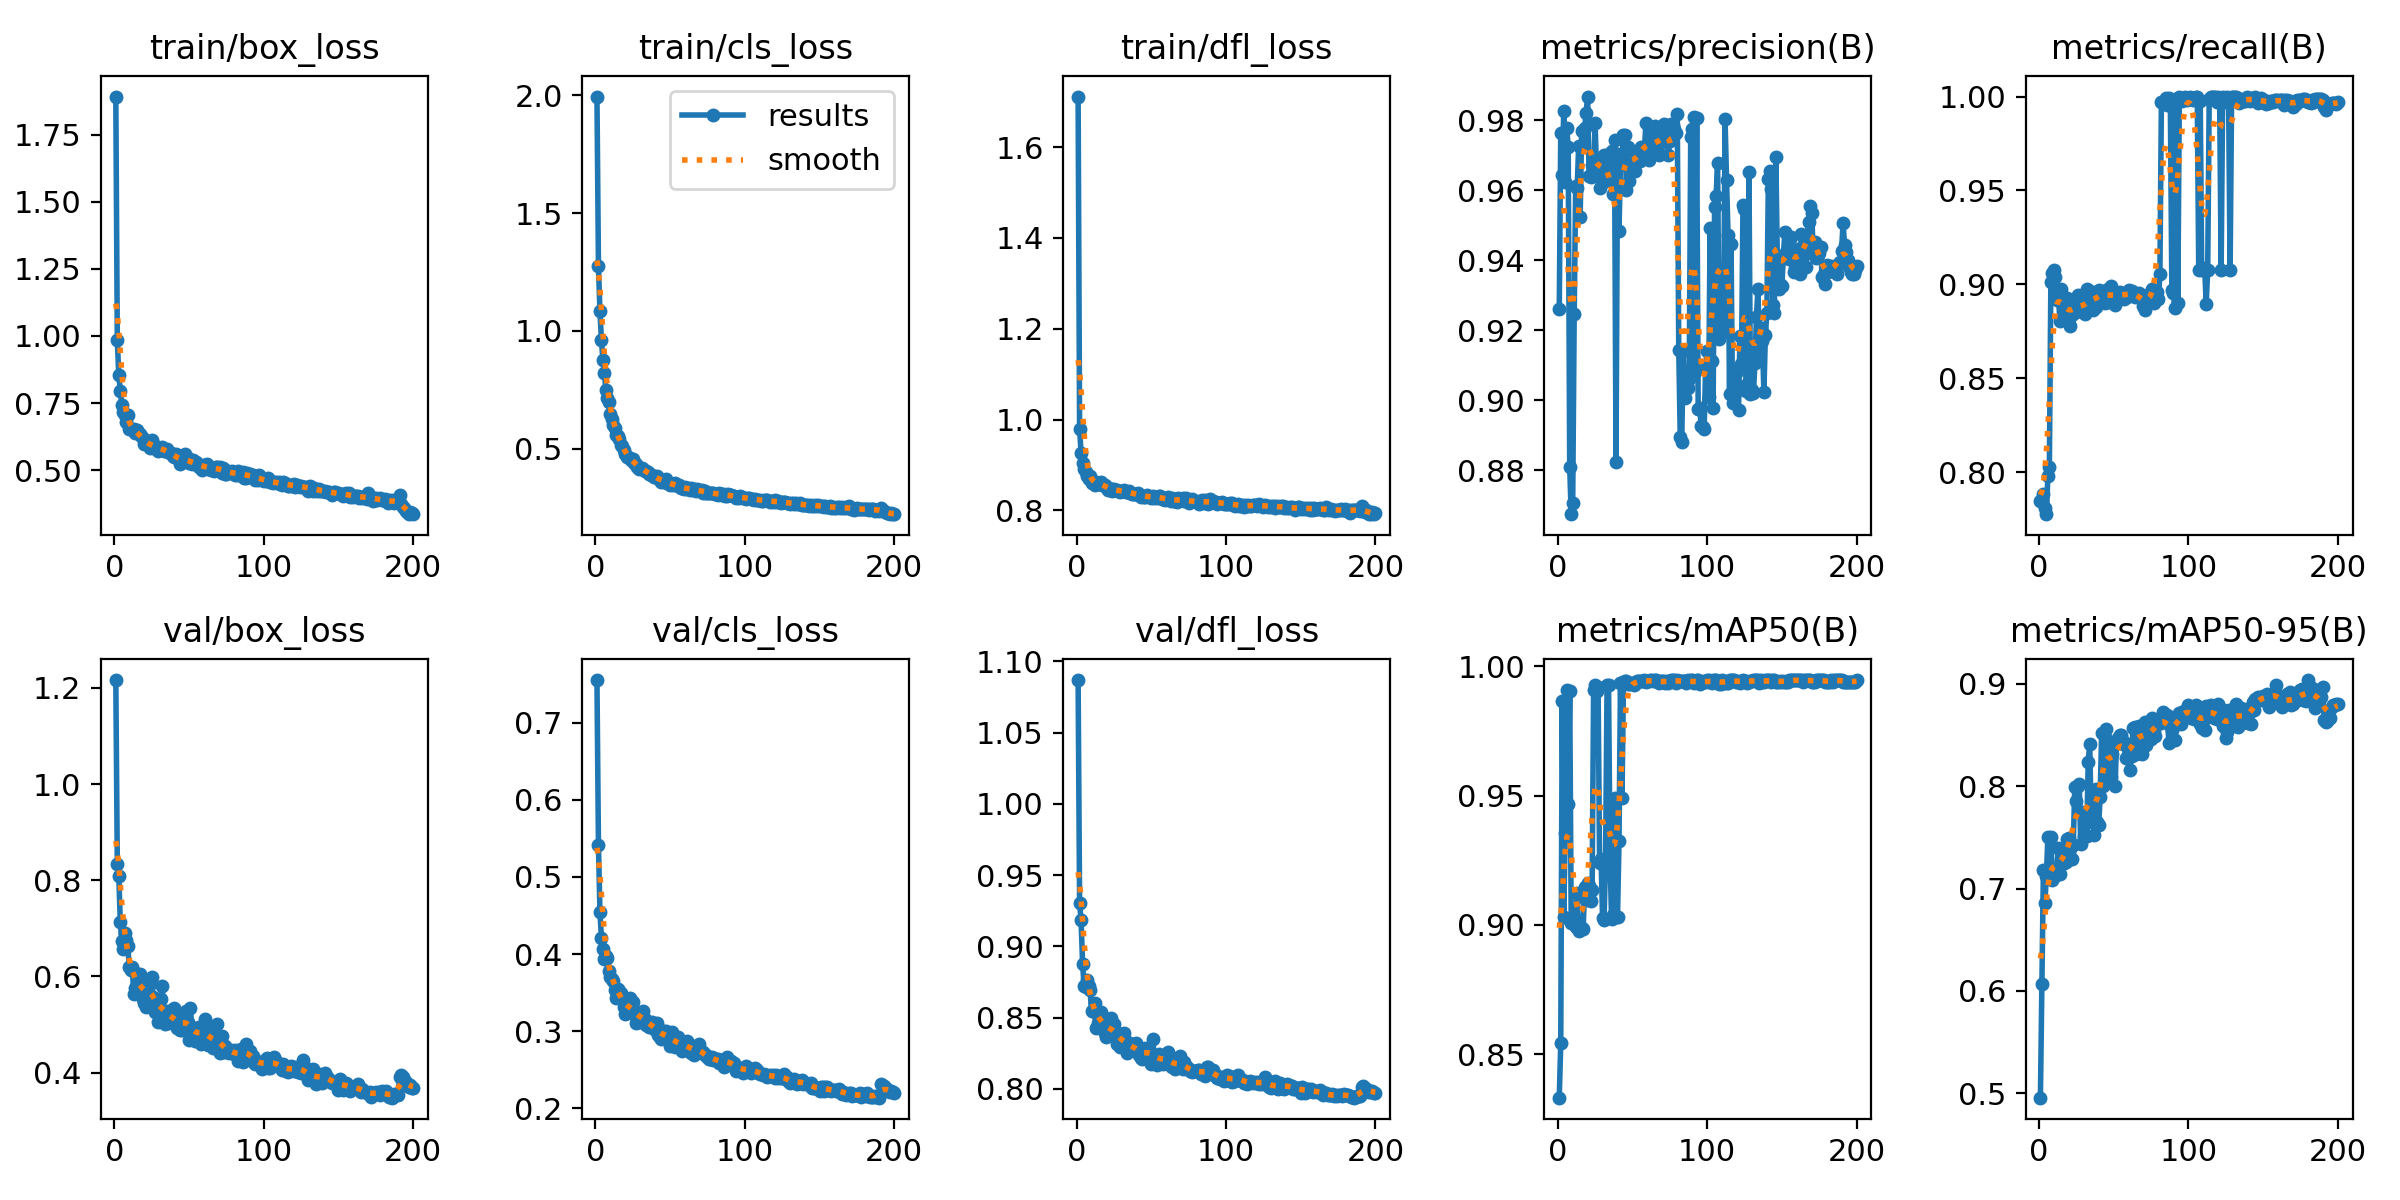 train/box_loss
1.75
1.50
1.25
1.00
0.75
0.50
0 100 200
train/cls_loss
results
smooth
2.0
1.5
1.0
0.5
0 100 200
train/dfl_loss
1.6
1.4
1.2
1.0
0.8
0 100 200
metrics/precision(B)
0.98
0.96
0.94
0.92
0.90
0.88
0 100 200
metrics/recall(B)
1.00
0.95
0.90
0.85
0.80
0 100 200
val/box_loss
1.2
1.0
0.8
0.6
0.4
0 100 200
val/cls_loss
0.7
0.6
0.5
0.4
0.3
0.2
0 100 200
val/dfl_loss
1.10
1.05
1.00
0.95
0.90
0.85
0.80
0 100 200
metrics/mAP50(B)
1.00
0.95
0.90
0.85
0 100 200
metrics/mAP50-95(B)
0.9
0.8
0.7
0.6
0.5
0 100 200